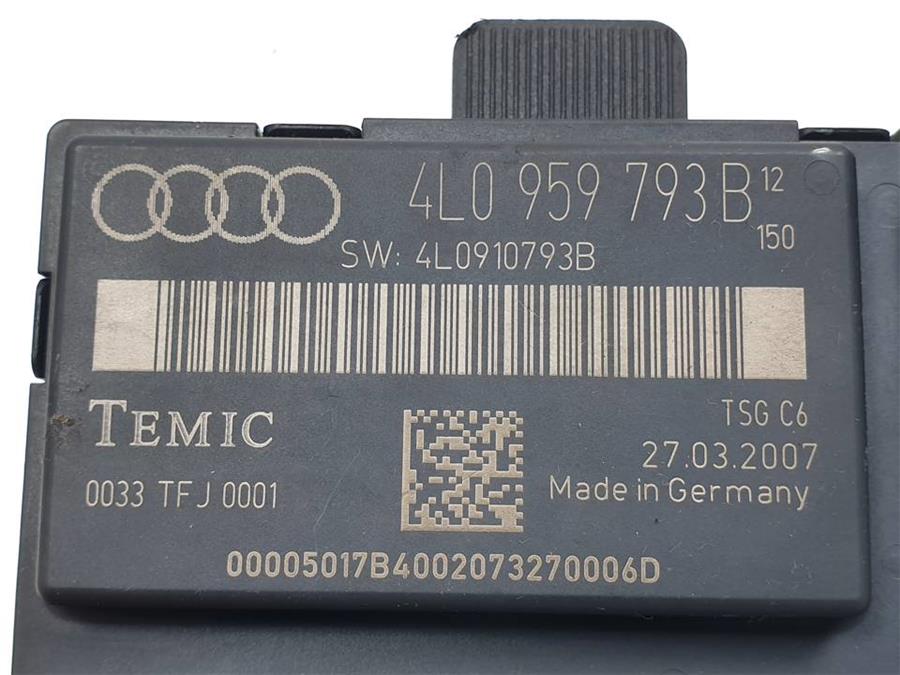 4L0 959 793 B 12
150
SW: 4L0910793B
TEMIC
TSG C6
27.03.2007
0033 TFJ 0001
Made in Germany
00005017B4002073270006D